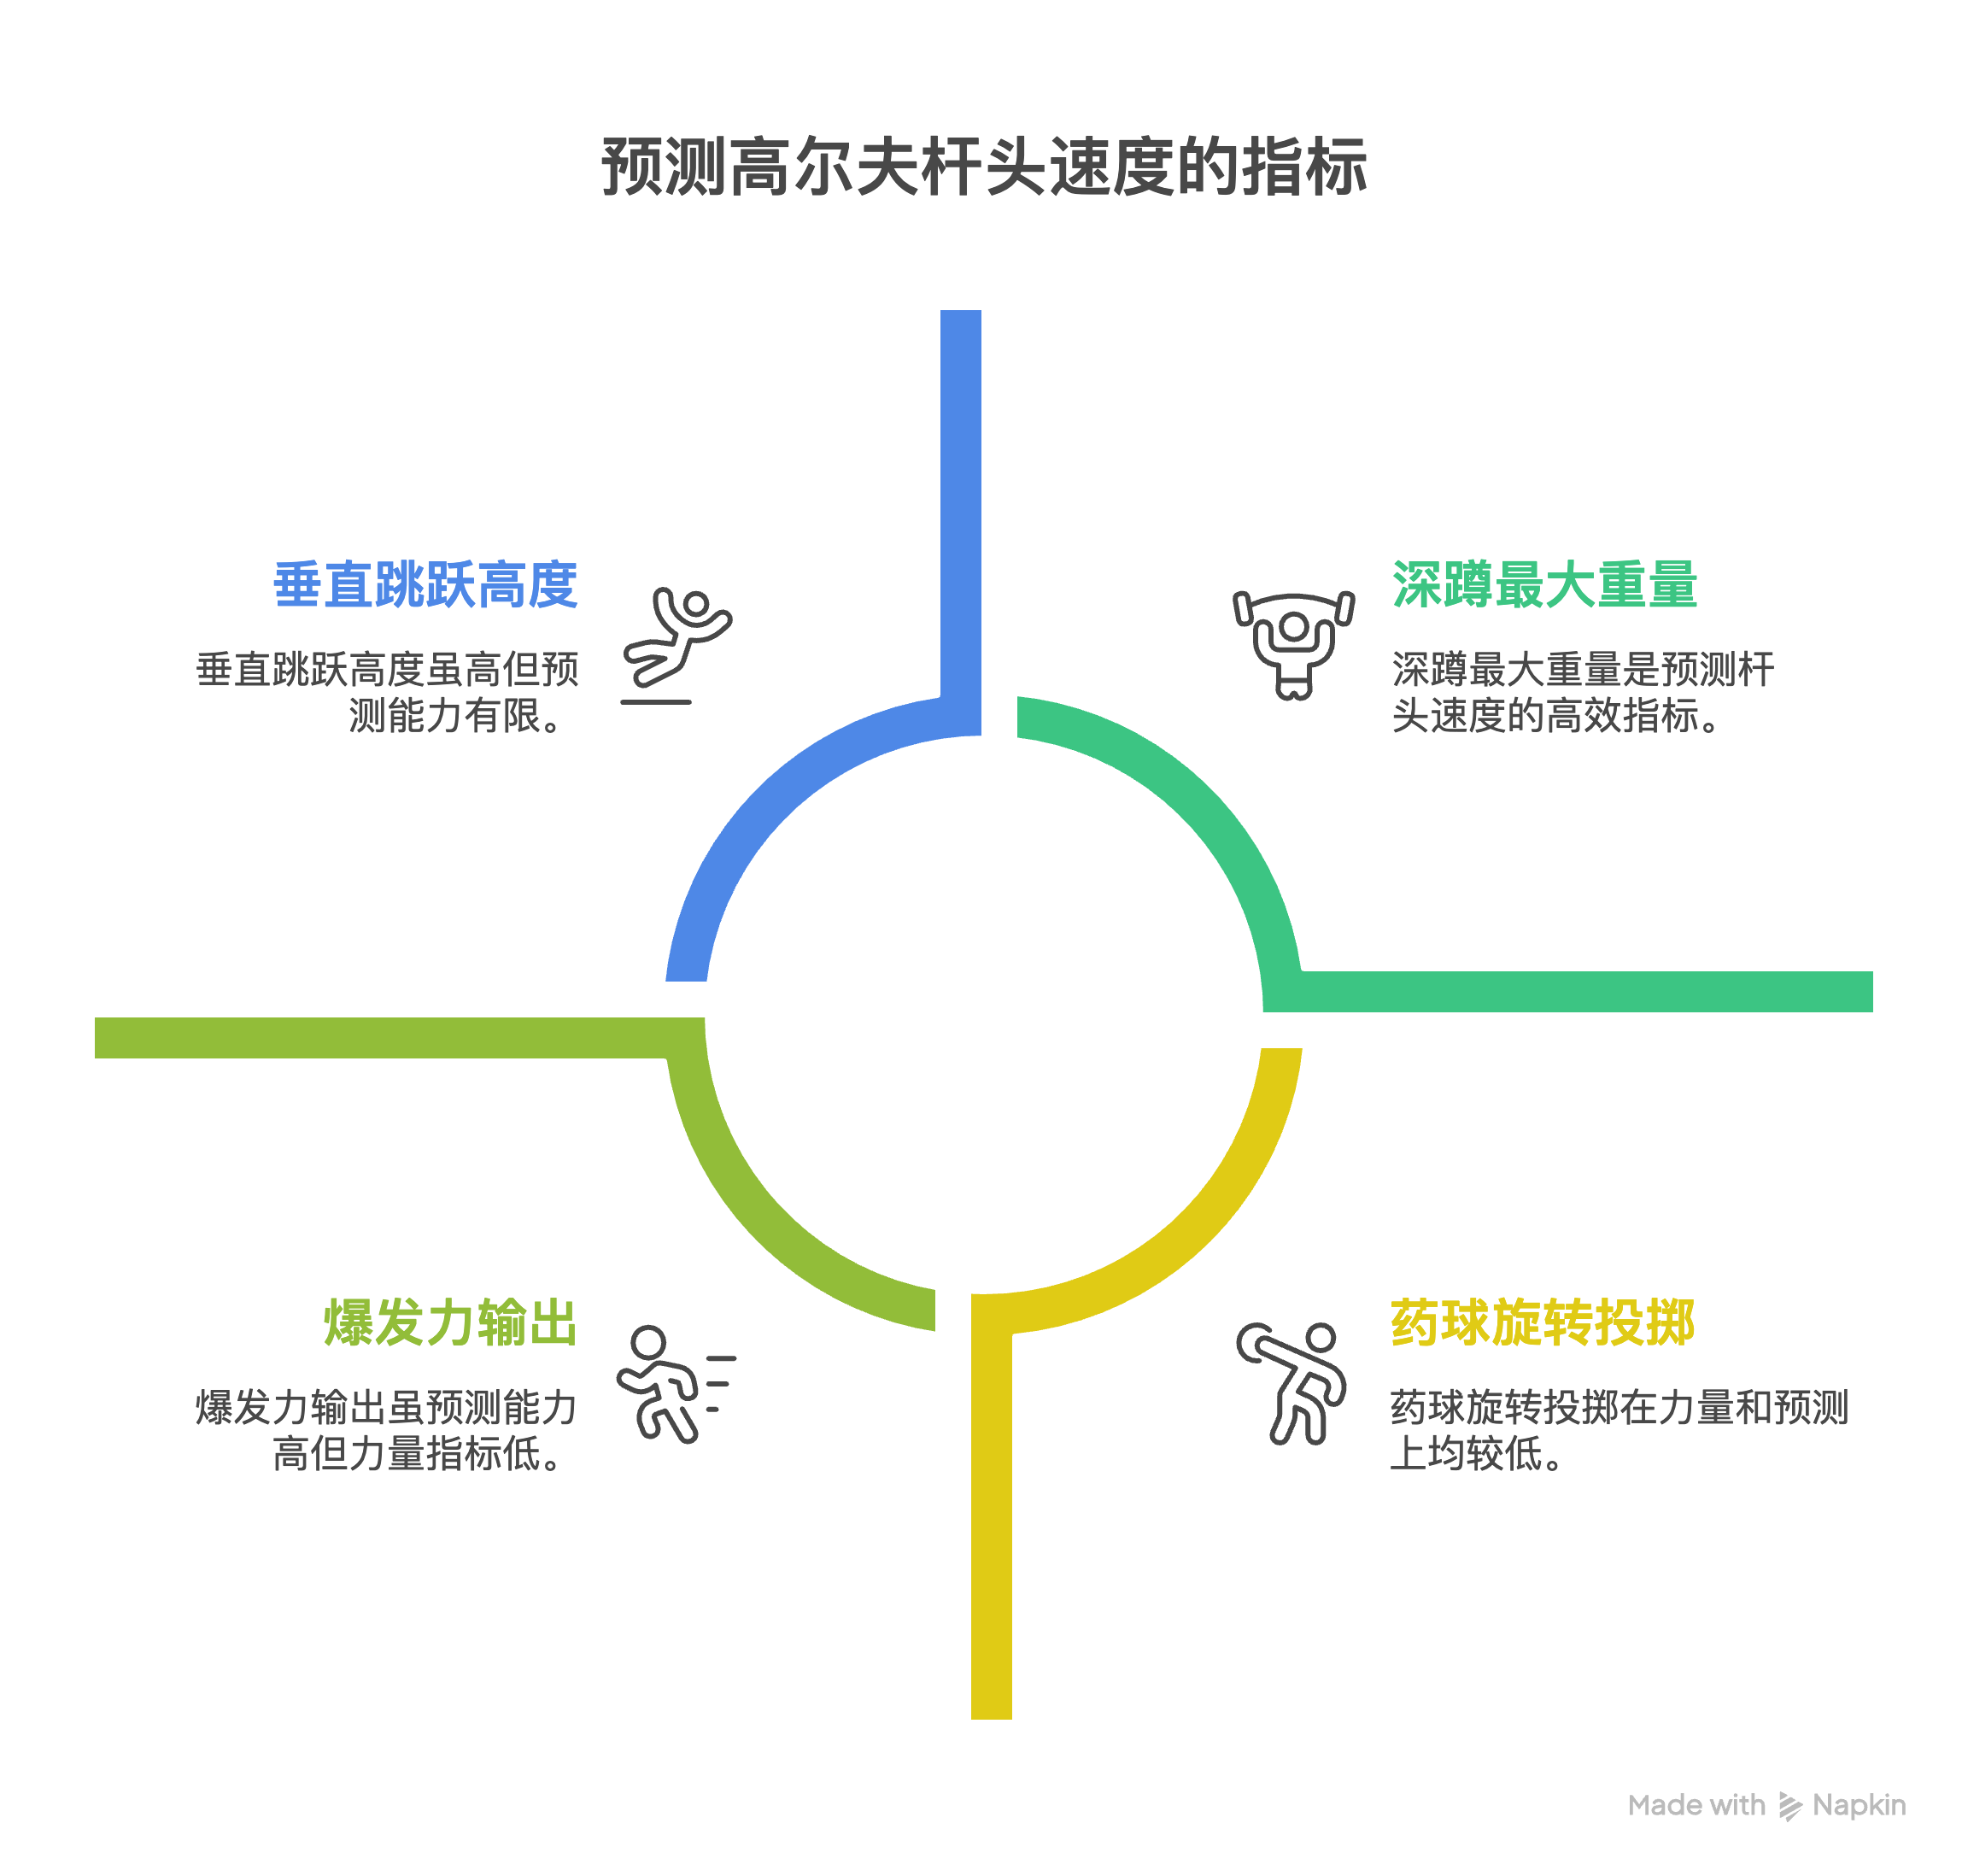 预测高尔夫杆头速度的指标
垂直跳跃高度
垂直跳跃高度虽高但预
测能力有限。
深蹲最大重量
深蹲最大重量是预测杆
头速度的高效指标。
爆发力输出
爆发力输出虽预测能力
高但力量指标低。
药球旋转投掷
药球旋转投掷在力量和预测
上均较低。
Made with Napkin